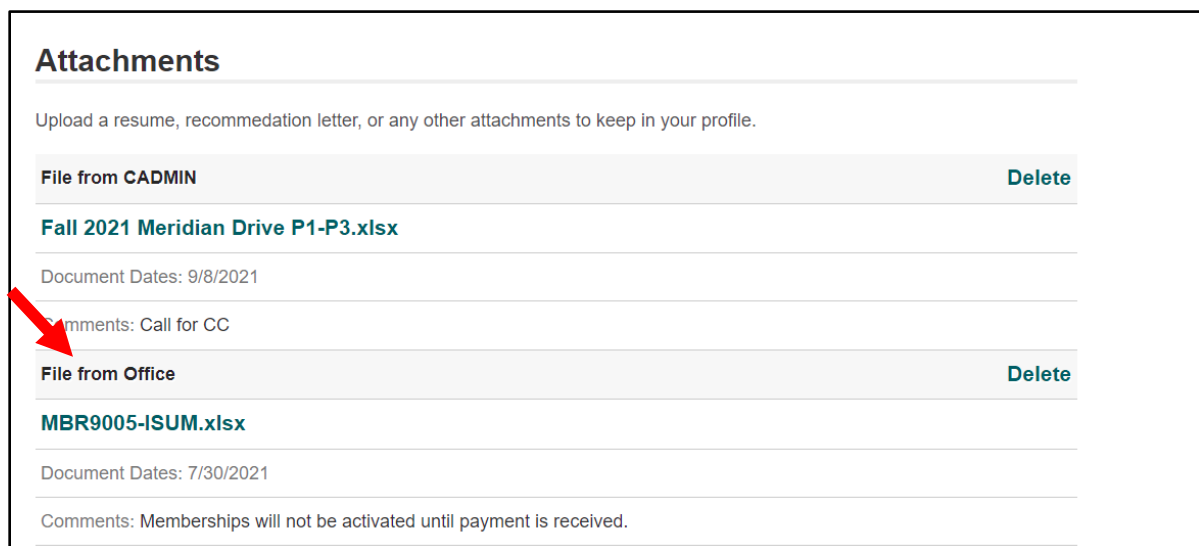 Attachments
Upload a resume, recommedation letter, or any other attachments to keep in your profile.
File from CADMIN Delete
Fall 2021 Meridian Drive P1-P3.xlsx
Document Dates: 9/8/2021
Comments: Call for CC
File from Office Delete
MBR9005-ISUM.xlsx
Document Dates: 7/30/2021
Comments: Memberships will not be activated until payment is received.